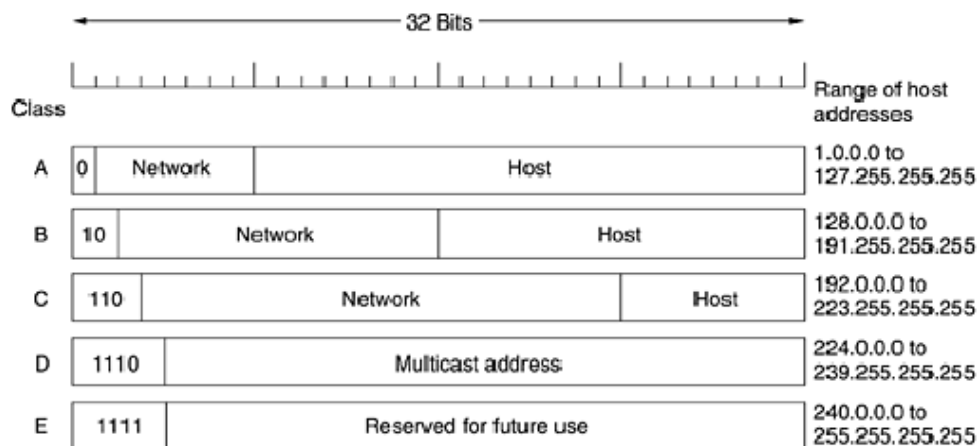 32 Bits
Class
Range of host
addresses
A 0 Network Host 1.0.0.0 to
127.255.255.255
B 10 Network Host 128.0.0.0 to
191.255.255.255
C 110 Network Host 192.0.0.0 to
223.255.255.255
D 1110 Multicast address 224.0.0.0 to
239.255.255.255
E 1111 Reserved for future use 240.0.0.0 to
255.255.255.255